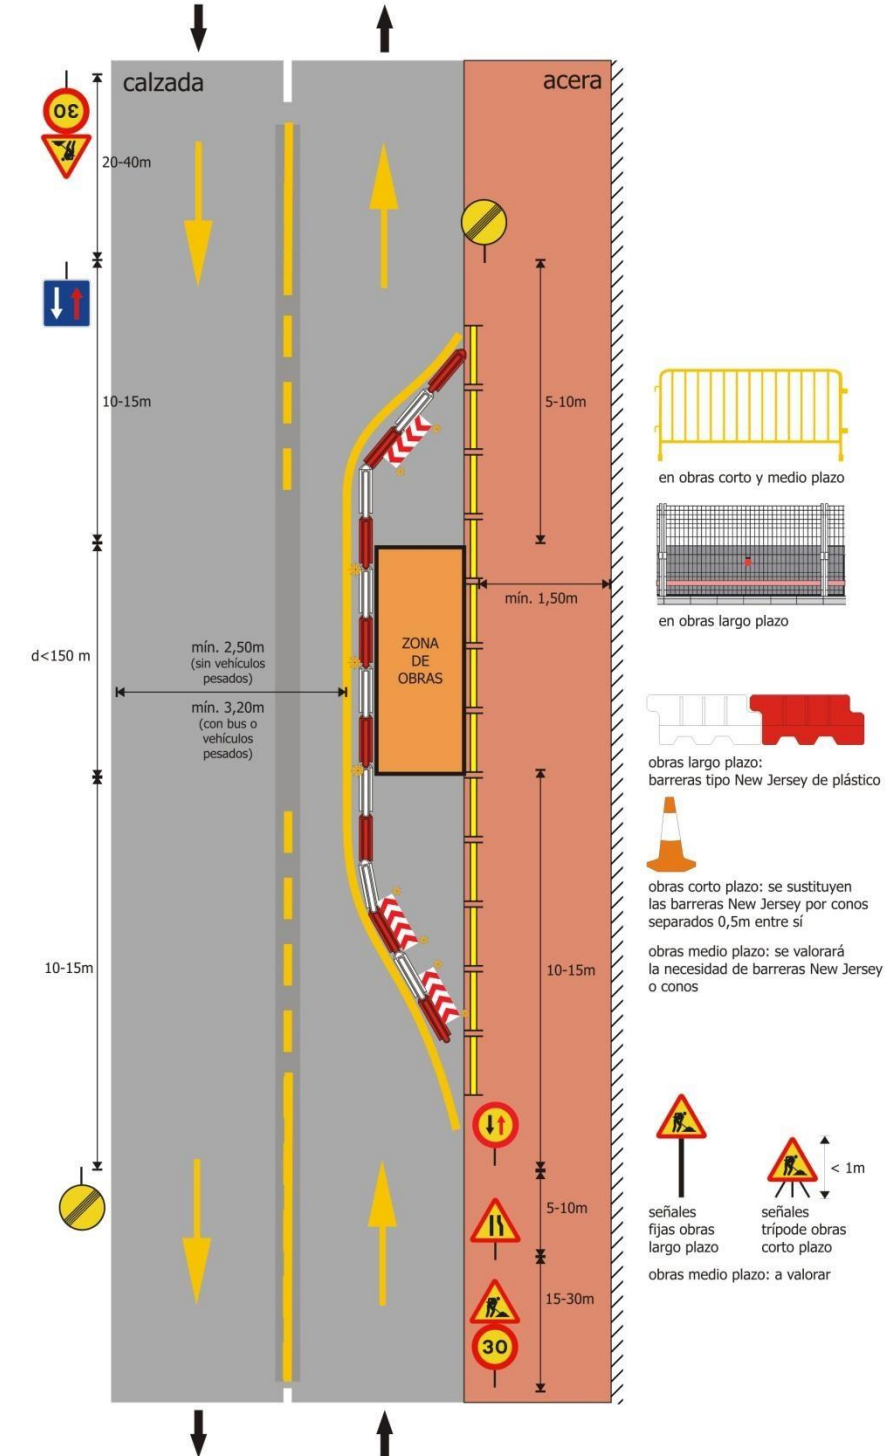 calzada
acera
30
20-40m
10-15m
5-10m
en obras corto y medio plazo
mín. 1,50m
en obras largo plazo
ZONA
DE
OBRAS
d<150 m
mín. 2,50m
(sin vehículos
pesados)
mín. 3,20m
(con bus o
vehículos
pesados)
obras largo plazo:
barreras tipo New Jersey de plástico
obras corto plazo: se sustituyen
las barreras New Jersey por conos
separados 0,5m entre sí
obras medio plazo: se valorará
la necesidad de barreras New Jersey
o conos
10-15m
10-15m
< 1m
5-10m
señales
fijas obras
largo plazo
señales
trípode obras
corto plazo
obras medio plazo: a valorar
15-30m
30